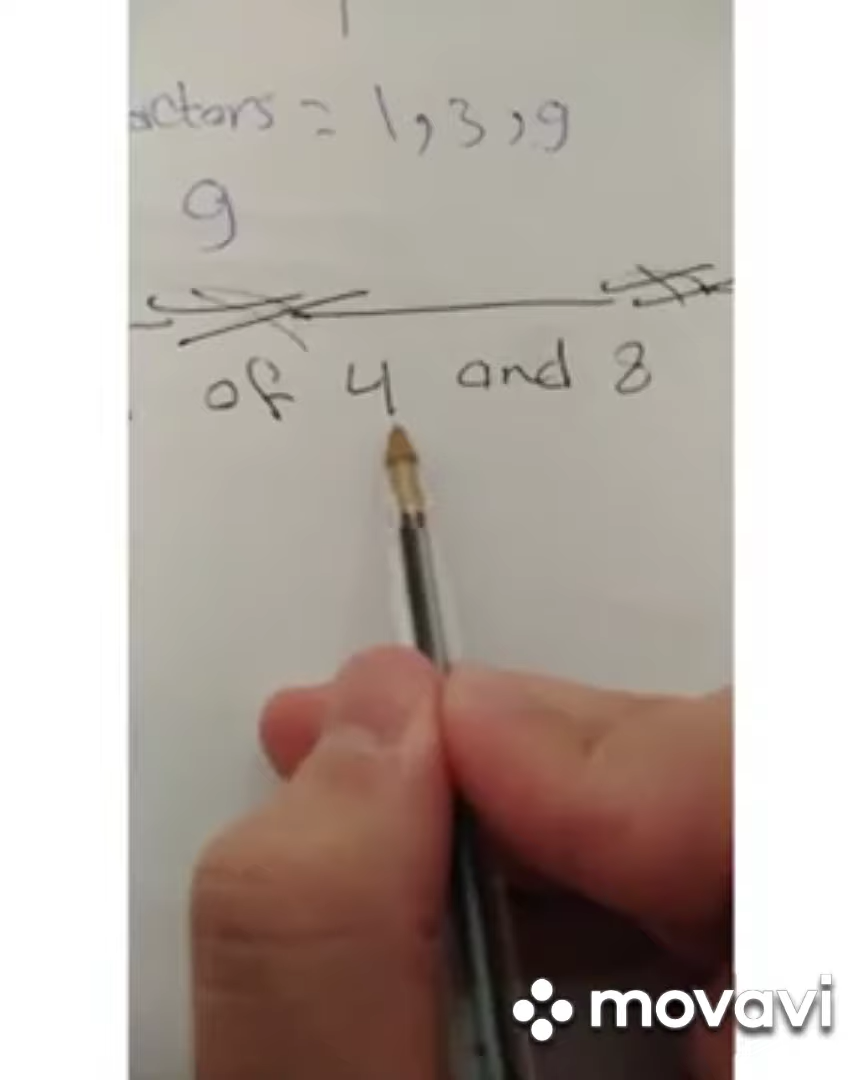 actors = 1, 3, 9
9
. of 4 and 8
movavi